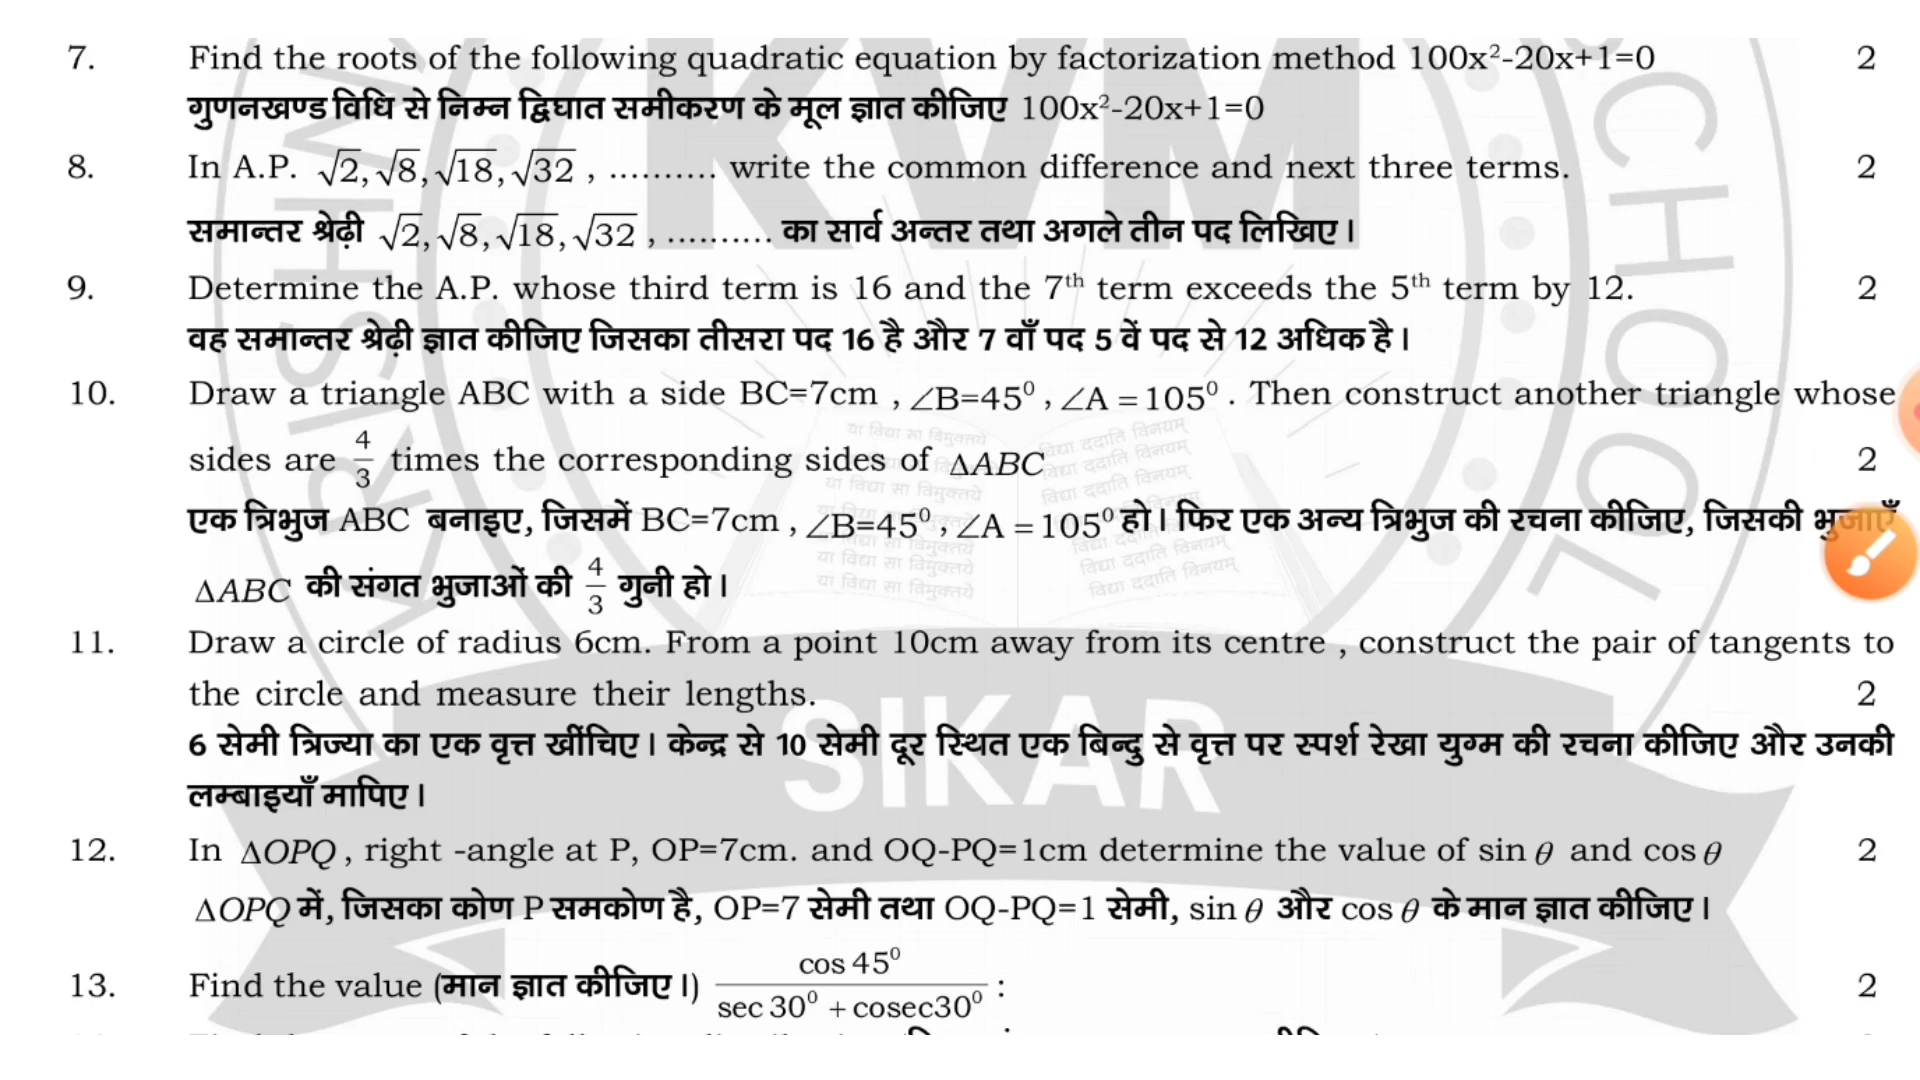 7. Find the roots of the following quadratic equation by factorization method 100x²-20x+1=0 2
गुणनखण्ड विधि से निम्न द्विघात समीकरण के मूल ज्ञात कीजिए 100x²-20x+1=0
8. In A.P. √2, √8, √18, √32 , .......... write the common difference and next three terms. 2
समान्तर श्रेढ़ी √2, √8, √18, √32 , .......... का सार्व अन्तर तथा अगले तीन पद लिखिए।
9. Determine the A.P. whose third term is 16 and the 7th term exceeds the 5th term by 12. 2
वह समान्तर श्रेढ़ी ज्ञात कीजिए जिसका तीसरा पद 16 है और 7 वाँ पद 5 वें पद से 12 अधिक है।
10. Draw a triangle ABC with a side BC=7cm , ∠B=45⁰ , ∠A = 105⁰ . Then construct another triangle whose
sides are 4/3 times the corresponding sides of ΔABC 2
एक त्रिभुज ABC बनाइए, जिसमें BC=7cm , ∠B=45⁰ , ∠A = 105⁰ हो। फिर एक अन्य त्रिभुज की रचना कीजिए, जिसकी भुजाएँ
ΔABC की संगत भुजाओं की 4/3 गुनी हो।
11. Draw a circle of radius 6cm. From a point 10cm away from its centre , construct the pair of tangents to
the circle and measure their lengths. 2
6 सेमी त्रिज्या का एक वृत्त खींचिए। केन्द्र से 10 सेमी दूर स्थित एक बिन्दु से वृत्त पर स्पर्श रेखा युग्म की रचना कीजिए और उनकी
लम्बाइयाँ मापिए।
12. In ΔOPQ , right -angle at P, OP=7cm. and OQ-PQ=1cm determine the value of sin θ and cos θ 2
ΔOPQ में, जिसका कोण P समकोण है, OP=7 सेमी तथा OQ-PQ=1 सेमी, sin θ और cos θ के मान ज्ञात कीजिए।
13. Find the value (मान ज्ञात कीजिए।) cos 45⁰ / sec 30⁰ + cosec30⁰ : 2
KVM
SCHOOL
SIKAR